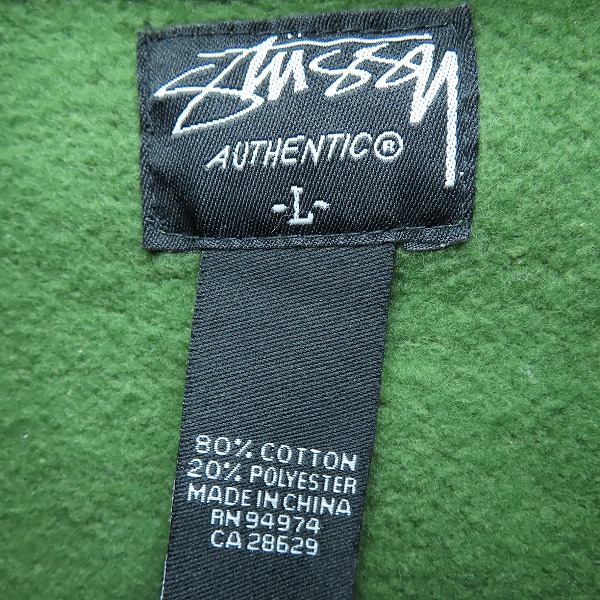 Stüssy
AUTHENTIC®
-L-
80% COTTON
20% POLYESTER
MADE IN CHINA
RN 94974
CA 28629